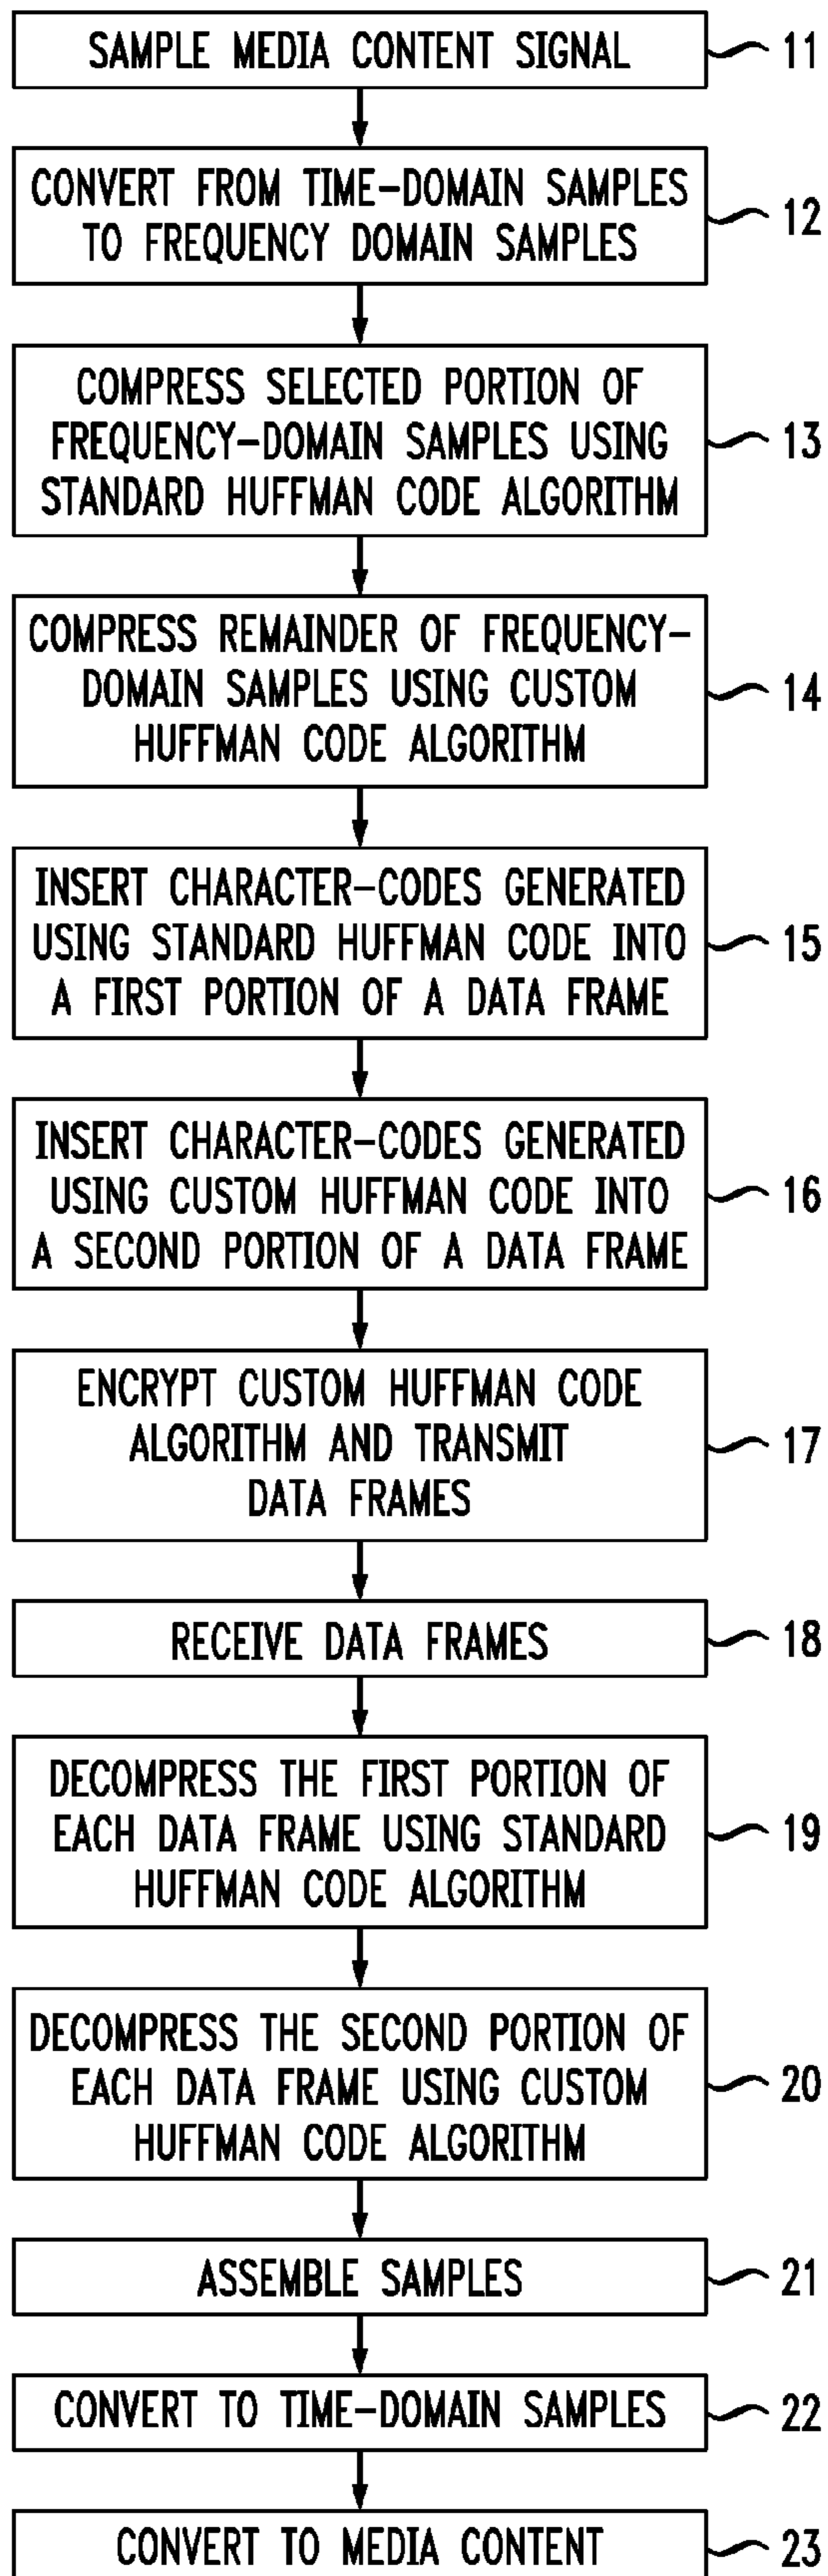 SAMPLE MEDIA CONTENT SIGNAL
11
CONVERT FROM TIME-DOMAIN SAMPLES
TO FREQUENCY DOMAIN SAMPLES
12
COMPRESS SELECTED PORTION OF
FREQUENCY-DOMAIN SAMPLES USING
STANDARD HUFFMAN CODE ALGORITHM
13
COMPRESS REMAINDER OF FREQUENCY-
DOMAIN SAMPLES USING CUSTOM
HUFFMAN CODE ALGORITHM
14
INSERT CHARACTER-CODES GENERATED
USING STANDARD HUFFMAN CODE INTO
A FIRST PORTION OF A DATA FRAME
15
INSERT CHARACTER-CODES GENERATED
USING CUSTOM HUFFMAN CODE INTO
A SECOND PORTION OF A DATA FRAME
16
ENCRYPT CUSTOM HUFFMAN CODE
ALGORITHM AND TRANSMIT
DATA FRAMES
17
RECEIVE DATA FRAMES
18
DECOMPRESS THE FIRST PORTION OF
EACH DATA FRAME USING STANDARD
HUFFMAN CODE ALGORITHM
19
DECOMPRESS THE SECOND PORTION OF
EACH DATA FRAME USING CUSTOM
HUFFMAN CODE ALGORITHM
20
ASSEMBLE SAMPLES
21
CONVERT TO TIME-DOMAIN SAMPLES
22
CONVERT TO MEDIA CONTENT
23